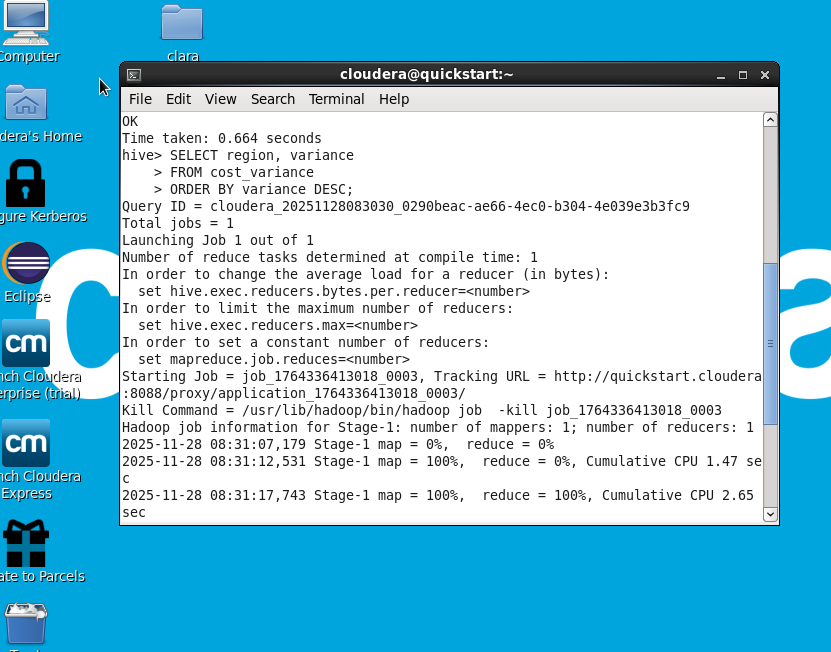 Computer
clara
dera's Home
gure Kerberos
Eclipse
cm
nch Cloudera
erprise (trial)
cm
nch Cloudera
Express
ate to Parcels
cloudera@quickstart:~
File Edit View Search Terminal Help
OK
Time taken: 0.664 seconds
hive> SELECT region, variance
    > FROM cost_variance
    > ORDER BY variance DESC;
Query ID = cloudera_20251128083030_0290beac-ae66-4ec0-b304-4e039e3b3fc9
Total jobs = 1
Launching Job 1 out of 1
Number of reduce tasks determined at compile time: 1
In order to change the average load for a reducer (in bytes):
  set hive.exec.reducers.bytes.per.reducer=<number>
In order to limit the maximum number of reducers:
  set hive.exec.reducers.max=<number>
In order to set a constant number of reducers:
  set mapreduce.job.reduces=<number>
Starting Job = job_1764336413018_0003, Tracking URL = http://quickstart.cloudera
:8088/proxy/application_1764336413018_0003/
Kill Command = /usr/lib/hadoop/bin/hadoop job  -kill job_1764336413018_0003
Hadoop job information for Stage-1: number of mappers: 1; number of reducers: 1
2025-11-28 08:31:07,179 Stage-1 map = 0%,  reduce = 0%
2025-11-28 08:31:12,531 Stage-1 map = 100%,  reduce = 0%, Cumulative CPU 1.47 se
c
2025-11-28 08:31:17,743 Stage-1 map = 100%,  reduce = 100%, Cumulative CPU 2.65
sec